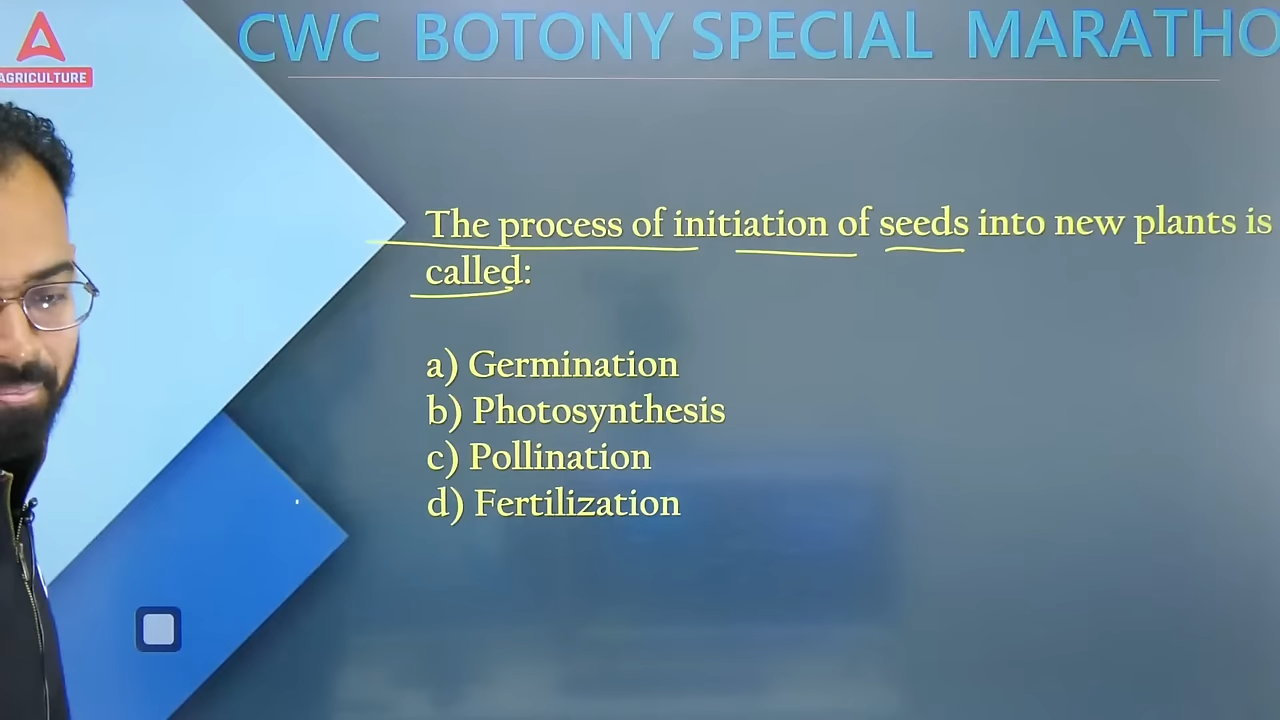 CWC BOTONY SPECIAL MARATHO
AGRICULTURE
The process of initiation of seeds into new plants is
called:
a) Germination
b) Photosynthesis
c) Pollination
d) Fertilization